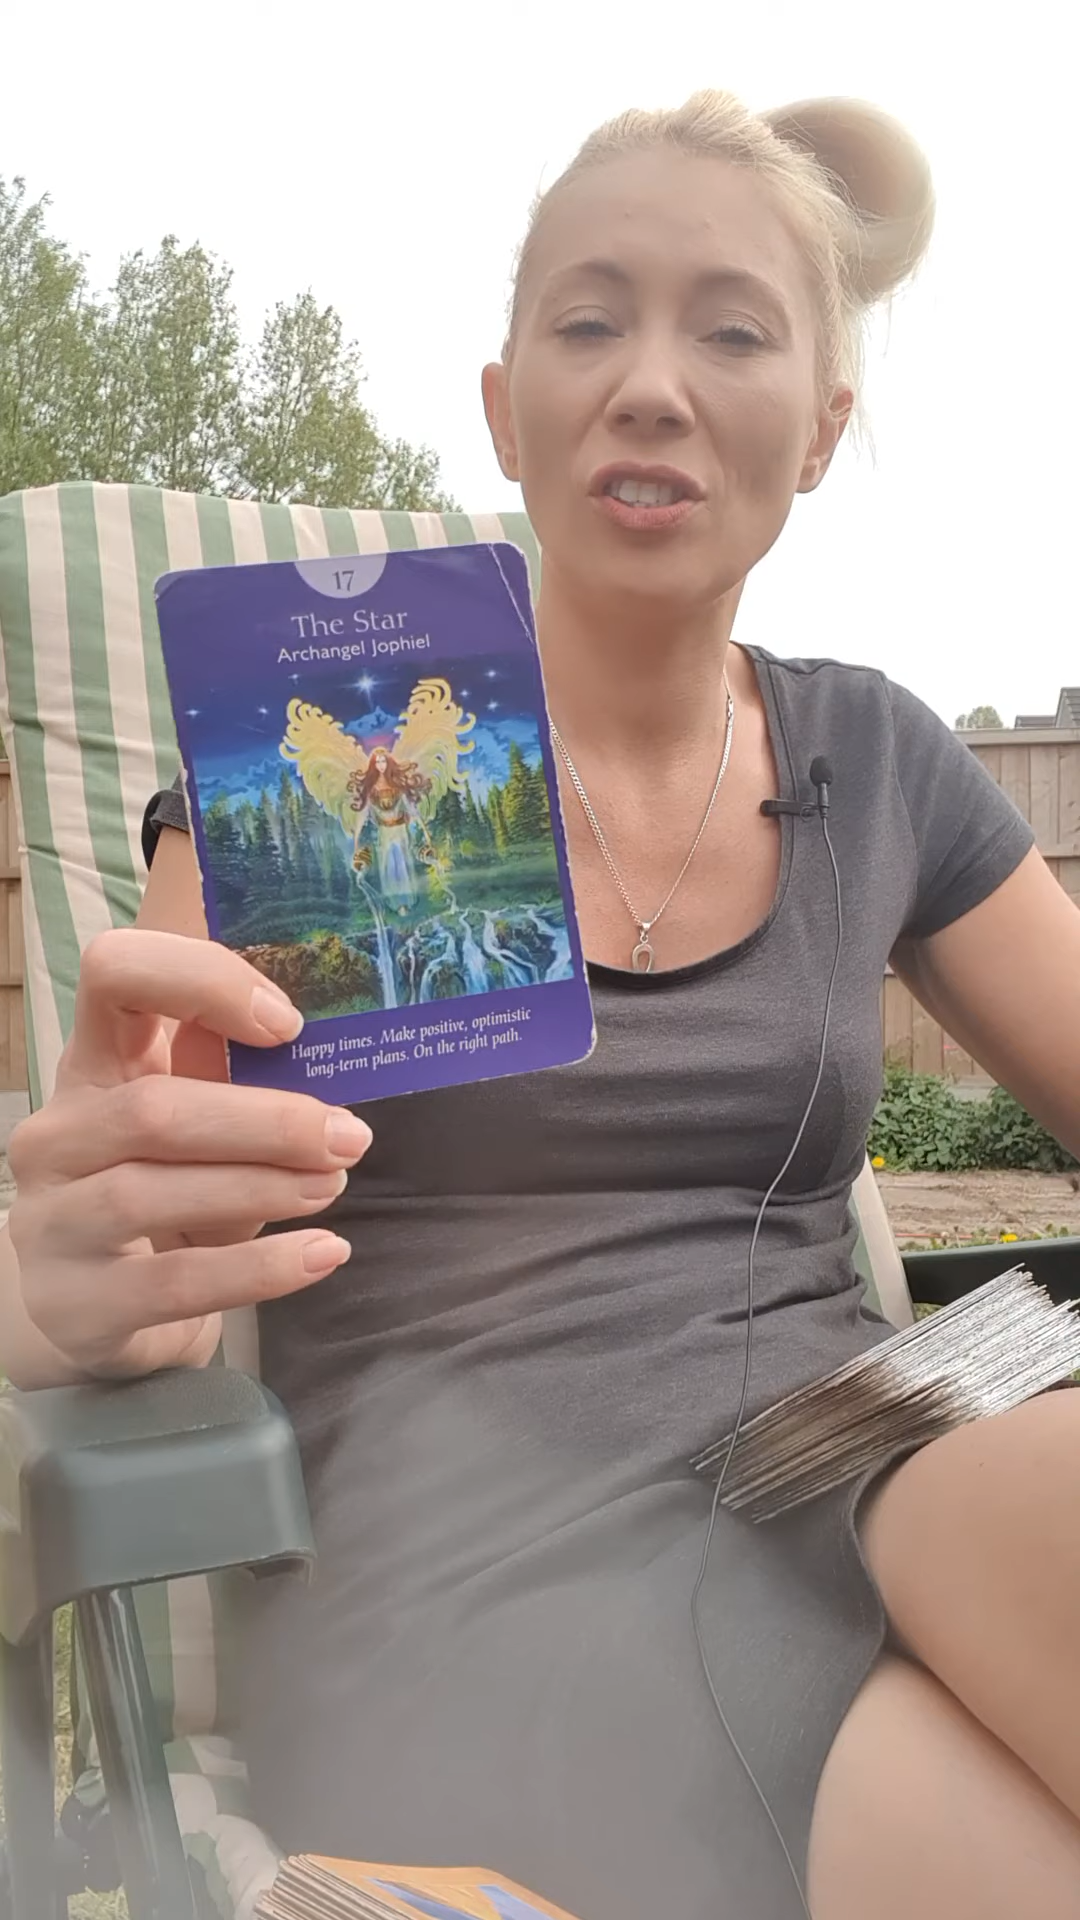 17
The Star
Archangel Jophiel
Happy times. Make positive, optimistic
long-term plans. On the right path.